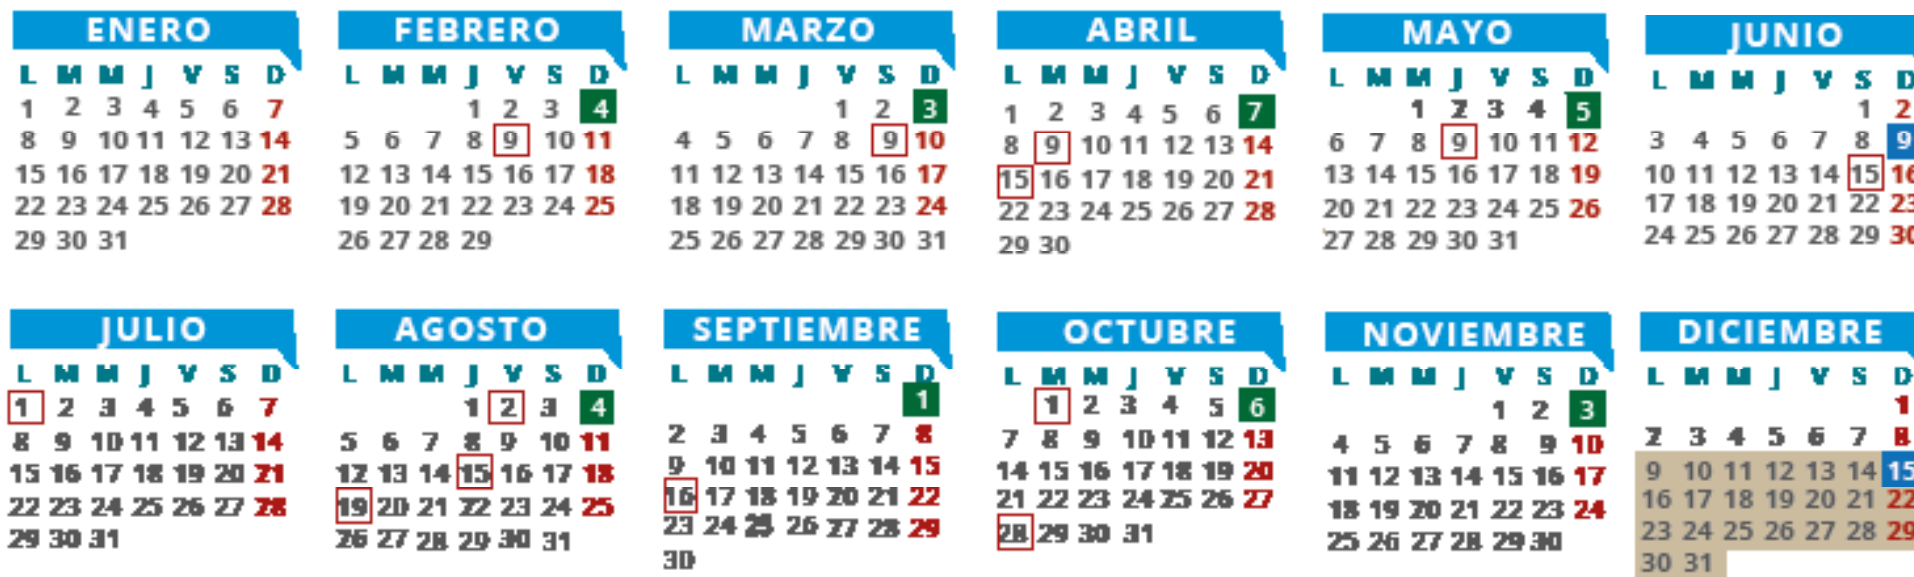 ENERO FEBRERO MARZO ABRIL MAYO JUNIO
L M M J V S D L M M J V S D L M M J V S D L M M J V S D L M M J V S D L M M J V S D
1 2 3 4 5 6 7 1 2 3 4 1 2 3 1 2 3 4 5 6 7 1 2 3 4 5 1 2
8 9 10 11 12 13 14 5 6 7 8 9 10 11 4 5 6 7 8 9 10 8 9 10 11 12 13 14 6 7 8 9 10 11 12 3 4 5 6 7 8 9
15 16 17 18 19 20 21 12 13 14 15 16 17 18 11 12 13 14 15 16 17 15 16 17 18 19 20 21 13 14 15 16 17 18 19 10 11 12 13 14 15 16
22 23 24 25 26 27 28 19 20 21 22 23 24 25 18 19 20 21 22 23 24 22 23 24 25 26 27 28 20 21 22 23 24 25 26 17 18 19 20 21 22 23
29 30 31 26 27 28 29 25 26 27 28 29 30 31 29 30 27 28 29 30 31 24 25 26 27 28 29 30
JULIO AGOSTO SEPTIEMBRE OCTUBRE NOVIEMBRE DICIEMBRE
L M M J V S D L M M J V S D L M M J V S D L M M J V S D L M M J V S D L M M J V S D
1 2 3 4 5 6 7 1 2 3 4 1 1 2 3 4 5 6 1 2 3 1
8 9 10 11 12 13 14 5 6 7 8 9 10 11 2 3 4 5 6 7 8 7 8 9 10 11 12 13 4 5 6 7 8 9 10 2 3 4 5 6 7 8
15 16 17 18 19 20 21 12 13 14 15 16 17 18 9 10 11 12 13 14 15 14 15 16 17 18 19 20 11 12 13 14 15 16 17 9 10 11 12 13 14 15
22 23 24 25 26 27 28 19 20 21 22 23 24 25 16 17 18 19 20 21 22 21 22 23 24 25 26 27 18 19 20 21 22 23 24 16 17 18 19 20 21 22
29 30 31 26 27 28 29 30 31 23 24 25 26 27 28 29 28 29 30 31 25 26 27 28 29 30 23 24 25 26 27 28 29
30 30 31